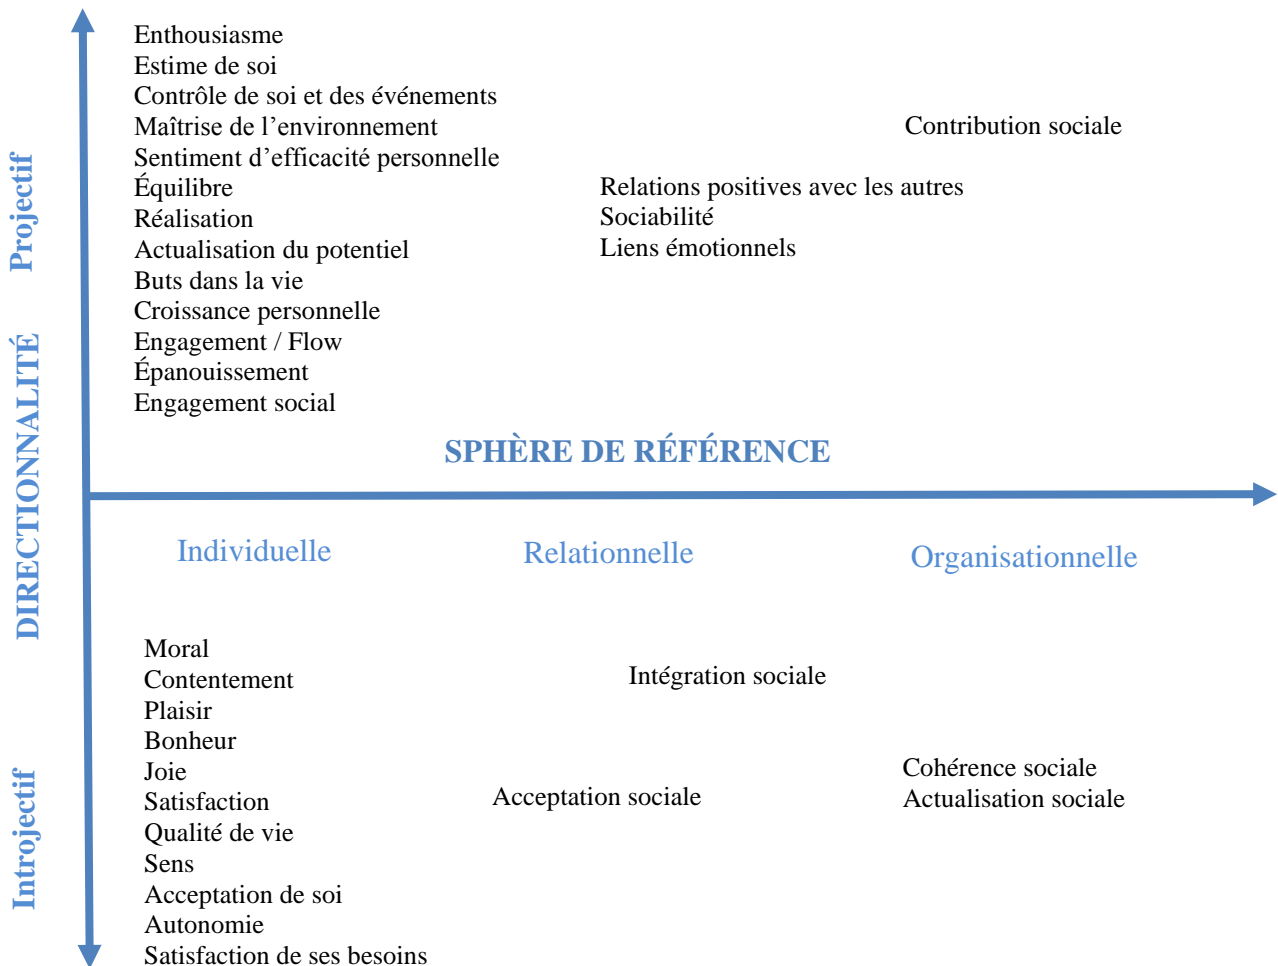 Enthousiasme
Estime de soi
Contrôle de soi et des événements
Maîtrise de l’environnement
Sentiment d’efficacité personnelle
Équilibre
Réalisation
Actualisation du potentiel
Buts dans la vie
Croissance personnelle
Engagement / Flow
Épanouissement
Engagement social
Relations positives avec les autres
Sociabilité
Liens émotionnels
Contribution sociale
Projectif
DIRECTIONNALITÉ
Introjectif
SPHÈRE DE RÉFÉRENCE
Individuelle
Relationnelle
Organisationnelle
Moral
Contentement
Plaisir
Bonheur
Joie
Satisfaction
Qualité de vie
Sens
Acceptation de soi
Autonomie
Satisfaction de ses besoins
Intégration sociale
Acceptation sociale
Cohérence sociale
Actualisation sociale